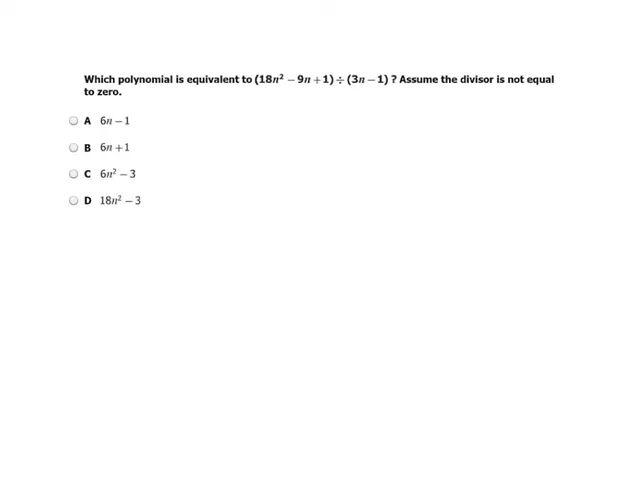 Which polynomial is equivalent to (18n² − 9n + 1) ÷ (3n − 1) ? Assume the divisor is not equal
to zero.
A 6n − 1
B 6n + 1
C 6n² − 3
D 18n² − 3